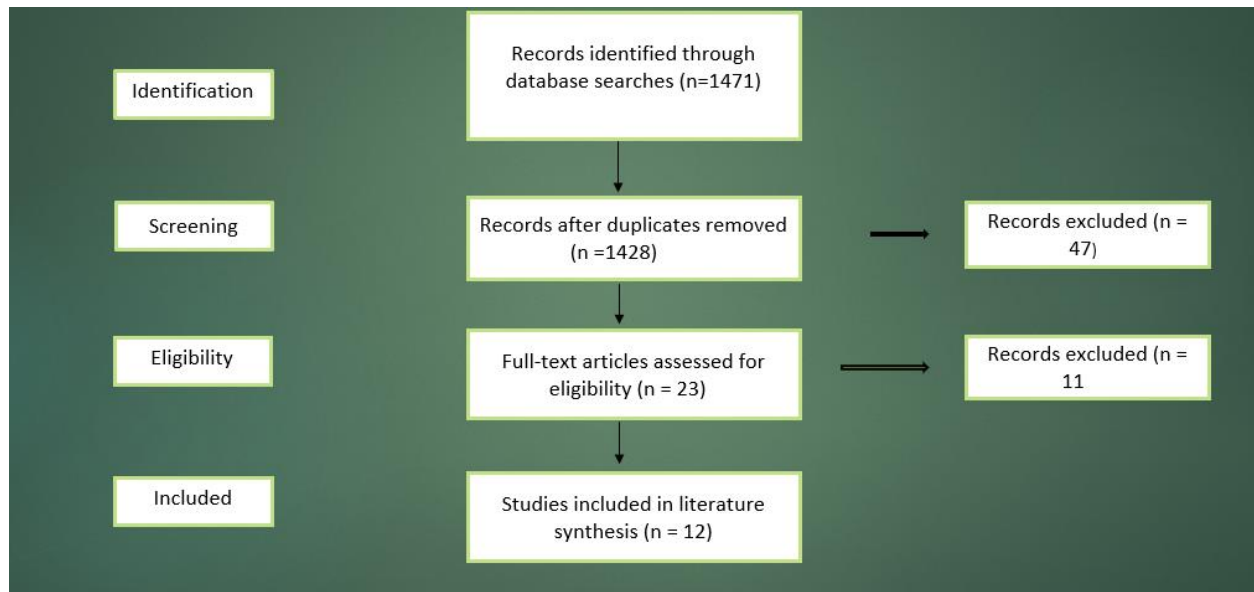 Identification
Records identified through
database searches (n=1471)
Screening
Records after duplicates removed
(n =1428)
Records excluded (n =
47)
Eligibility
Full-text articles assessed for
eligibility (n = 23)
Records excluded (n =
11
Included
Studies included in literature
synthesis (n = 12)